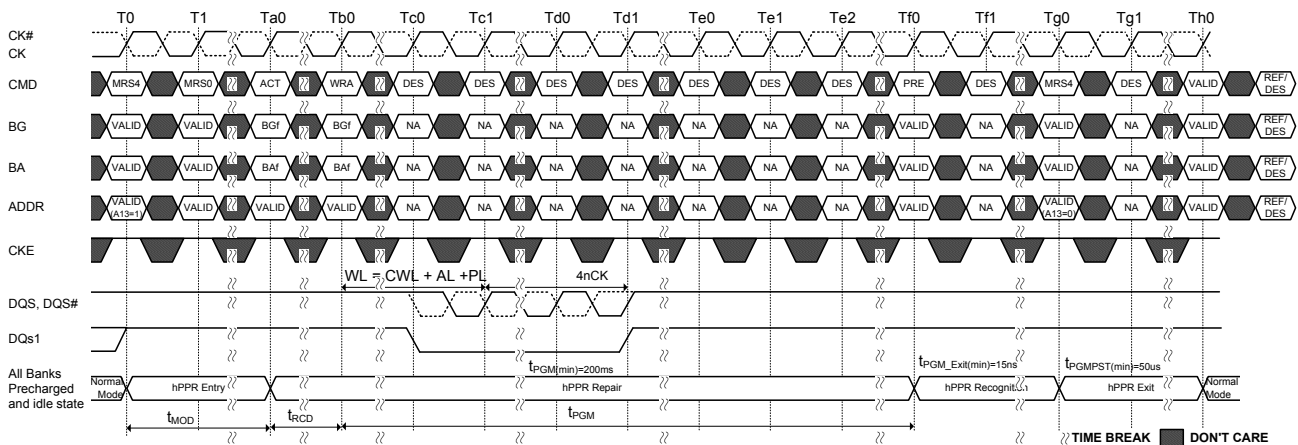 T0 T1 Ta0 Tb0 Tc0 Tc1 Td0 Td1 Te0 Te1 Te2 Tf0 Tf1 Tg0 Tg1 Th0
CK#
CK
CMD MRS4 MRS0 ACT WRA DES DES DES DES DES DES DES PRE DES MRS4 DES VALID REF/
DES
BG VALID VALID BGf BGf NA NA NA NA NA NA NA VALID NA VALID NA VALID REF/
DES
BA VALID VALID BAf BAf NA NA NA NA NA NA NA VALID NA VALID NA VALID REF/
DES
ADDR VALID
(A13=1) VALID VALID VALID NA NA NA NA NA NA NA VALID NA VALID
(A13=0) NA VALID REF/
DES
CKE
WL = CWL + AL +PL 4nCK
DQS, DQS#
DQs1
tPGM(min)=200ms tPGM_Exit(min)=15ns tPGMPST(min)=50us
All Banks
Precharged
and idle state
Normal
Mode hPPR Entry hPPR Repair hPPR Recognition hPPR Exit Normal
Mode
tMOD tRCD tPGM
TIME BREAK DON'T CARE